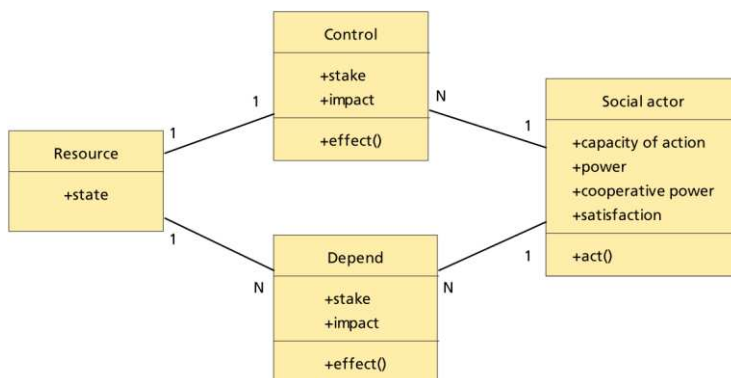 Control
+stake
+impact
+effect()
1
N
1
1
Resource
+state
Social actor
+capacity of action
+power
+cooperative power
+satisfaction
+act()
1
N
N
1
Depend
+stake
+impact
+effect()